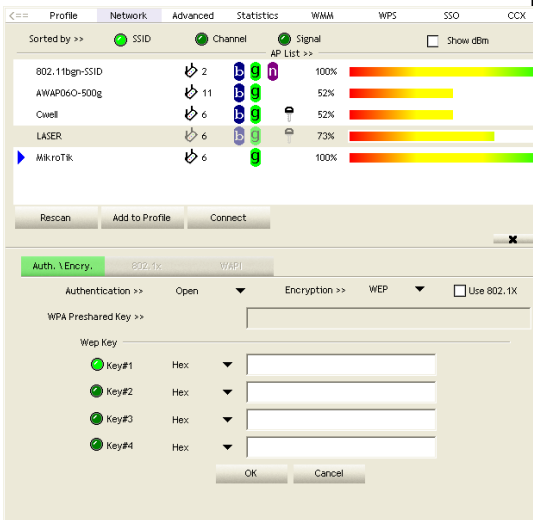 <== Profile Network Advanced Statistics WMM WPS SSO CCX
Sorted by >> SSID Channel Signal Show dBm
AP List >>
802.11bgn-SSID 2 b g n 100%
AWAP06O-500g 11 b g 52%
Cwell 6 b g 52%
LASER 6 b g 73%
MikroTik 6 g 100%
Rescan Add to Profile Connect
Auth. \ Encry. 802.1x WAPI
Authentication >> Open Encryption >> WEP Use 802.1X
WPA Preshared Key >>
Wep Key
Key#1 Hex
Key#2 Hex
Key#3 Hex
Key#4 Hex
OK Cancel